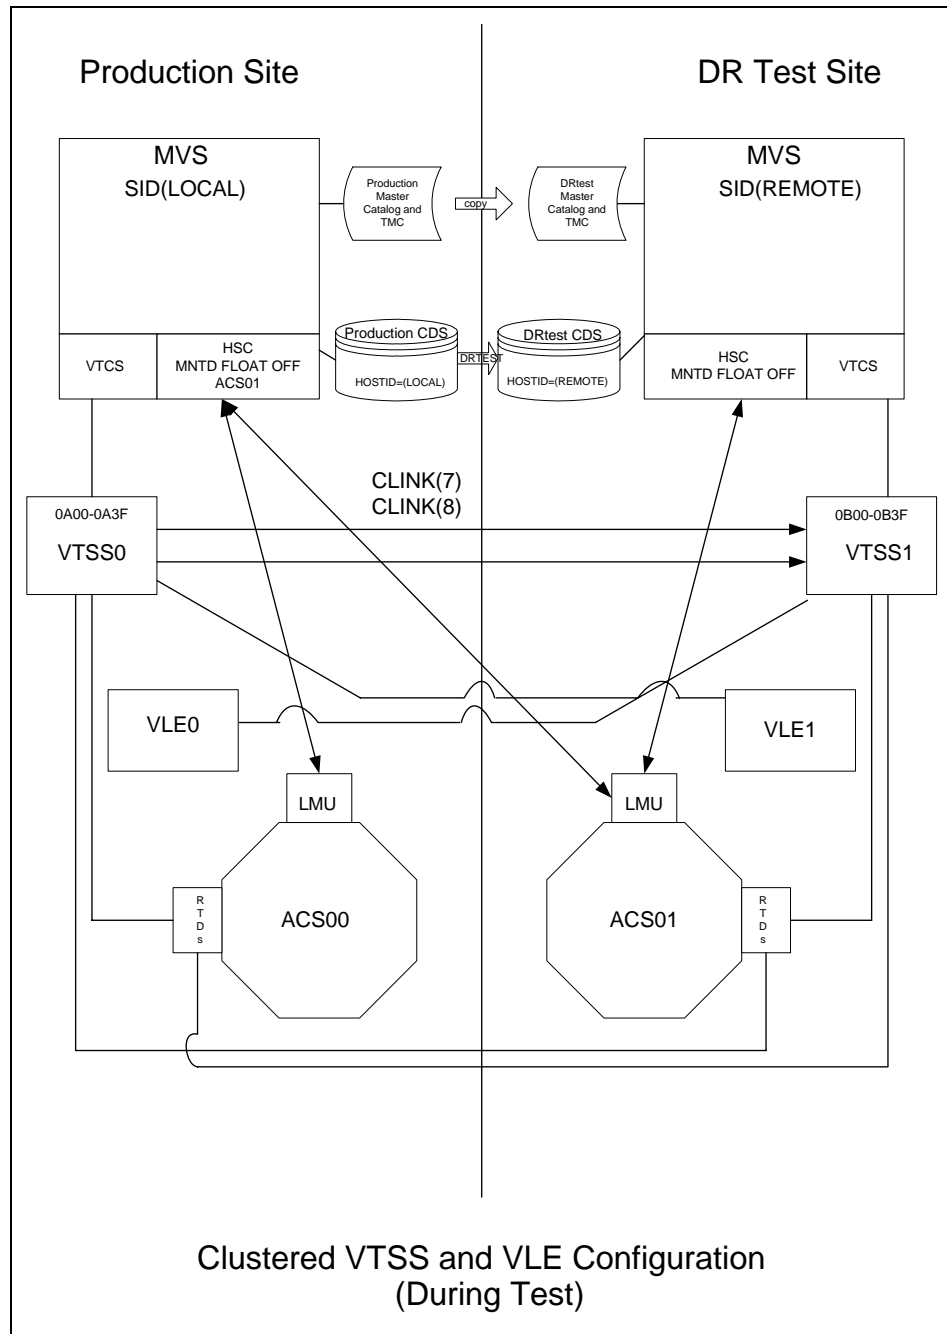 Production Site
DR Test Site
MVS
SID(LOCAL)
Production
Master
Catalog and
TMC
copy
DRtest
Master
Catalog and
TMC
MVS
SID(REMOTE)
VTCS
HSC
MNTD FLOAT OFF
ACS01
Production CDS
HOSTID=(LOCAL)
DRTEST
DRtest CDS
HOSTID=(REMOTE)
HSC
MNTD FLOAT OFF
VTCS
CLINK(7)
CLINK(8)
0A00-0A3F
VTSS0
0B00-0B3F
VTSS1
VLE0
VLE1
LMU
LMU
R
T
D
s
ACS00
ACS01
R
T
D
s
Clustered VTSS and VLE Configuration
(During Test)